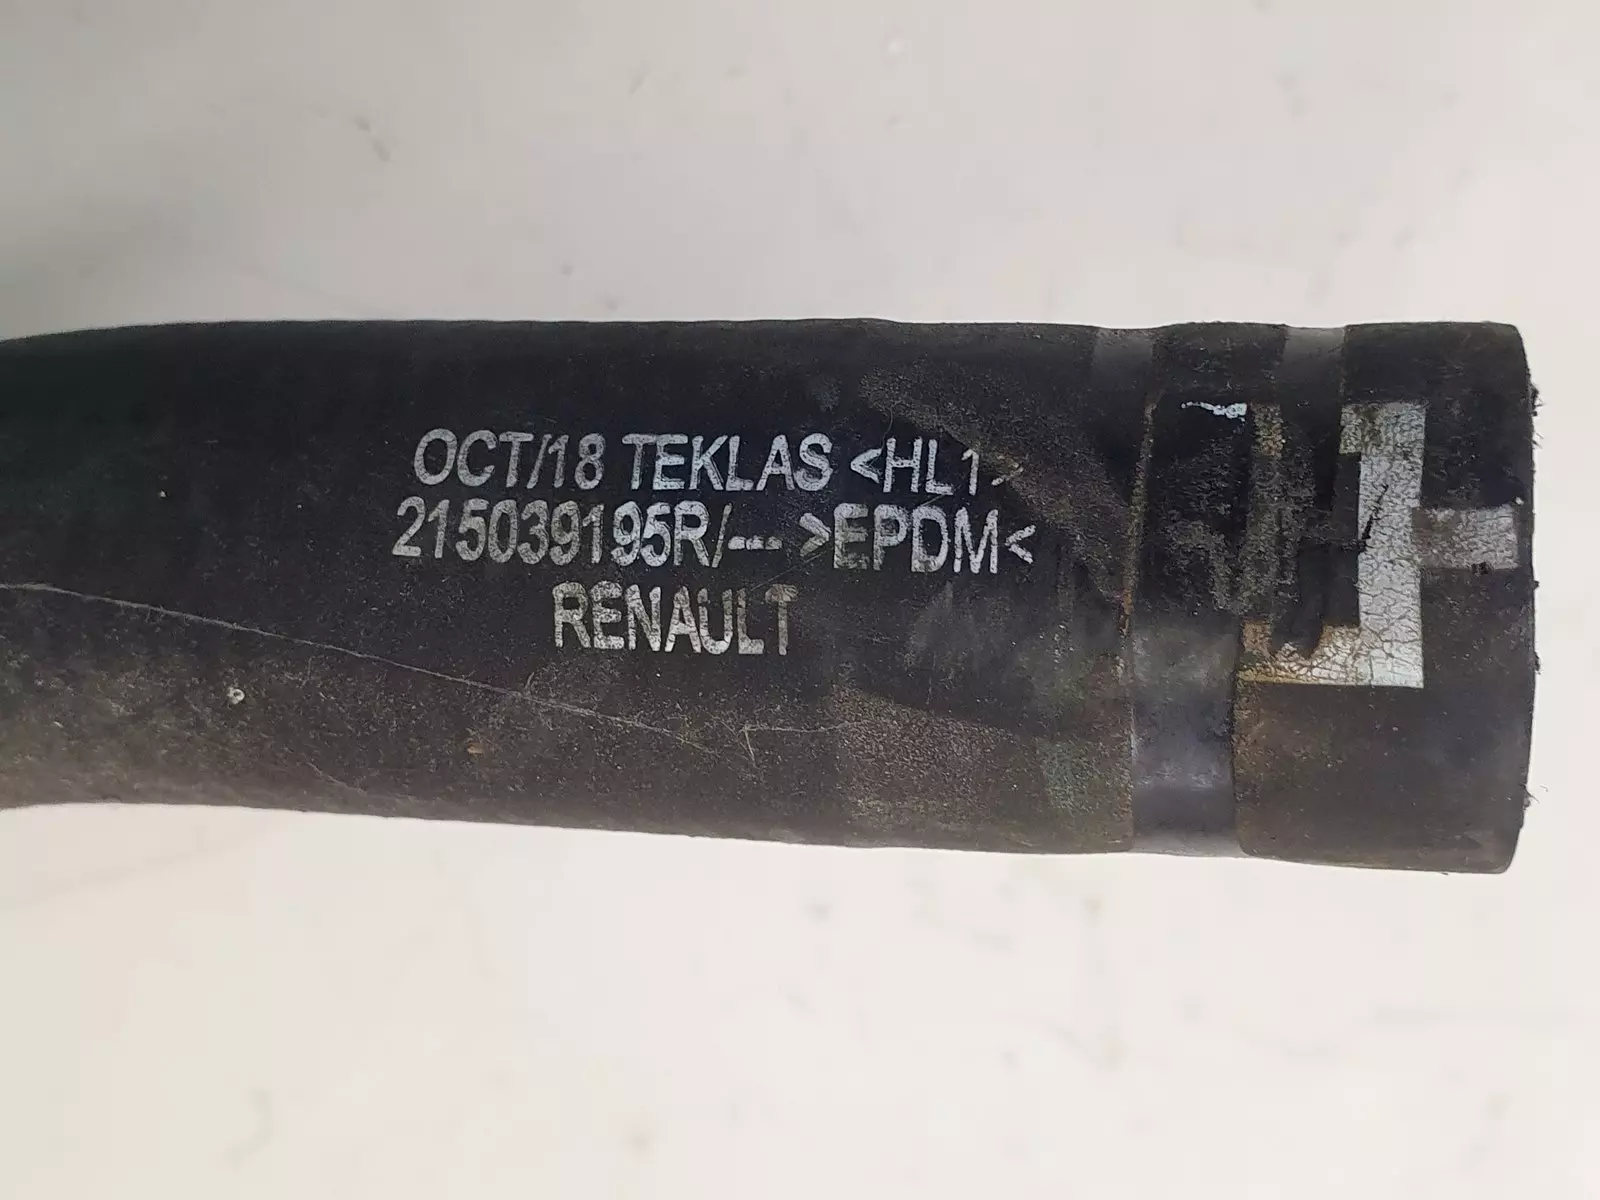 OCT/18 TEKLAS <HL1>
215039195R/--- >EPDM<
RENAULT